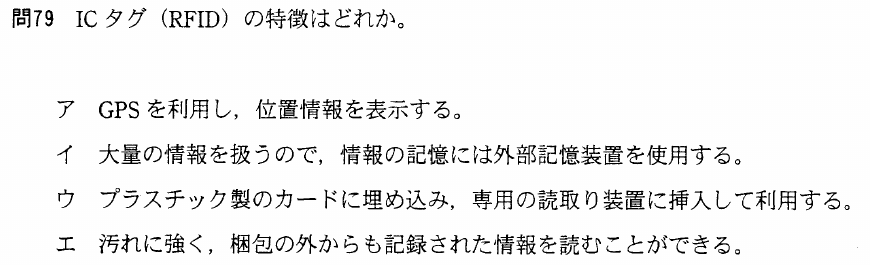 問79 ICタグ（RFID）の特徴はどれか。
ア GPSを利用し，位置情報を表示する。
イ 大量の情報を扱うので，情報の記憶には外部記憶装置を使用する。
ウ プラスチック製のカードに埋め込み，専用の読取り装置に挿入して利用する。
エ 汚れに強く，梱包の外からも記録された情報を読むことができる。